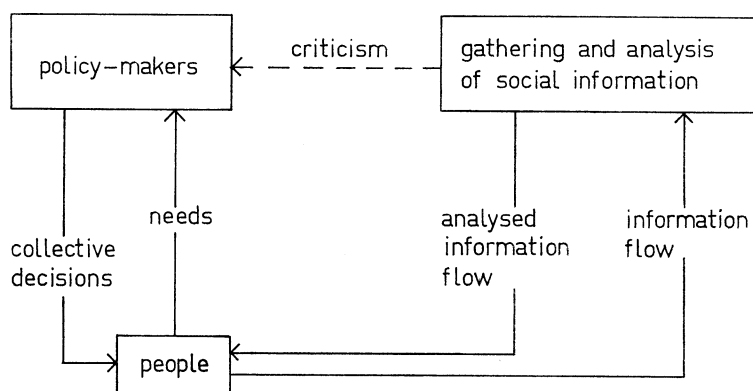 policy-makers
criticism
gathering and analysis
of social information
collective
decisions
needs
analysed
information
flow
information
flow
people